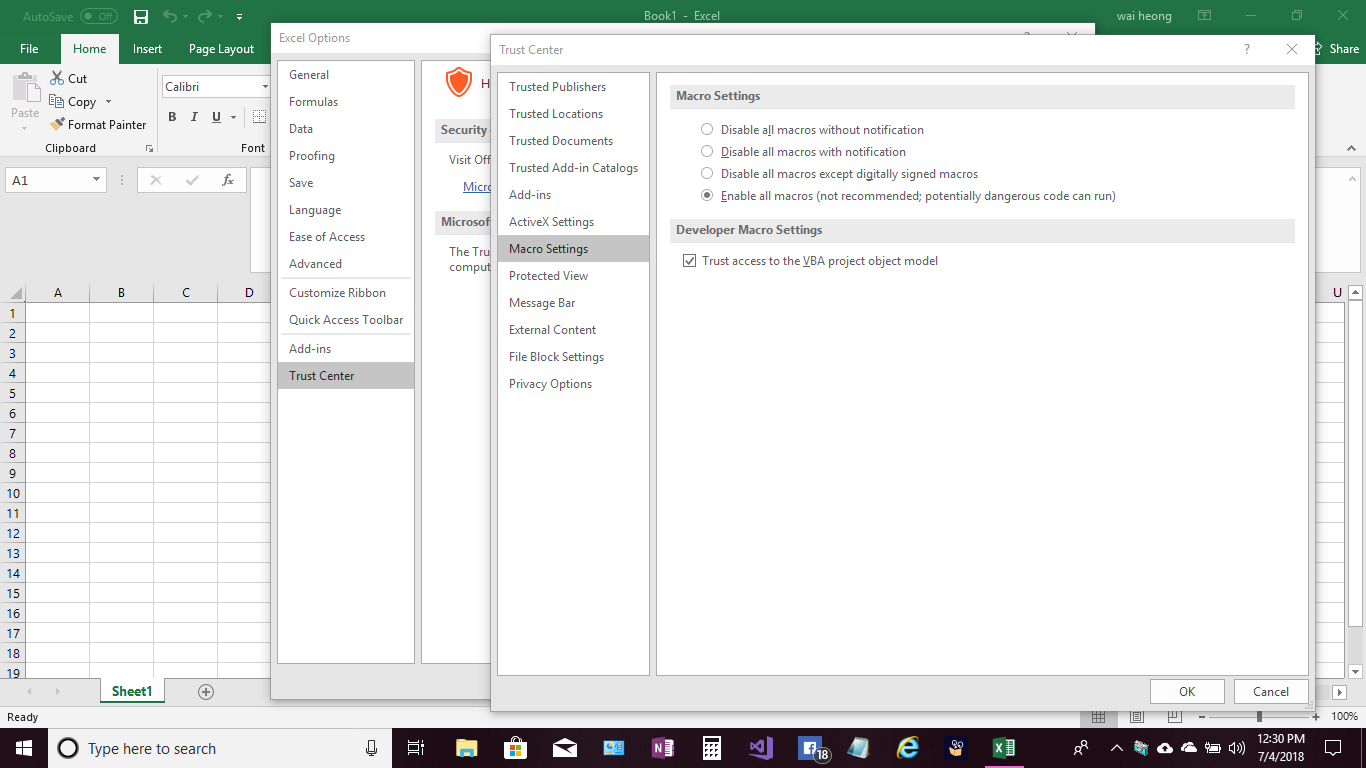 AutoSave Off
Book1 - Excel
wai heong
File Home Insert Page Layout
Share
Cut
Copy
Format Painter
Paste
Clipboard
Calibri
B I U
Font
A1
fx
A B C D U
1
2
3
4
5
6
7
8
9
10
11
12
13
14
15
16
17
18
19
Sheet1
Ready
100%
Excel Options
General
Formulas
Data
Proofing
Save
Language
Ease of Access
Advanced
Customize Ribbon
Quick Access Toolbar
Add-ins
Trust Center
H
Security
Visit Off
Micro
Microsof
The Tru
comput
Trust Center
?
Trusted Publishers
Trusted Locations
Trusted Documents
Trusted Add-in Catalogs
Add-ins
ActiveX Settings
Macro Settings
Protected View
Message Bar
External Content
File Block Settings
Privacy Options
Macro Settings
Disable all macros without notification
Disable all macros with notification
Disable all macros except digitally signed macros
Enable all macros (not recommended; potentially dangerous code can run)
Developer Macro Settings
Trust access to the VBA project object model
OK Cancel
Type here to search
18
12:30 PM
7/4/2018